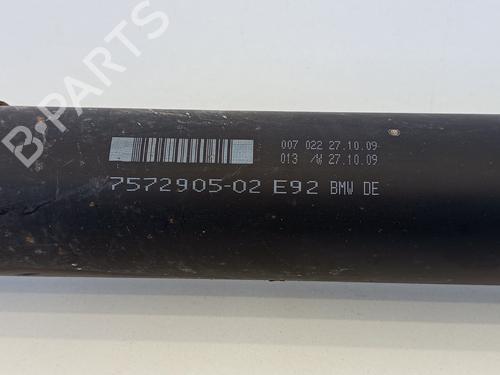 B-PARTS
007 022 27.10.09
013 /W 27.10.09
7572905-02 E92 BMW DE